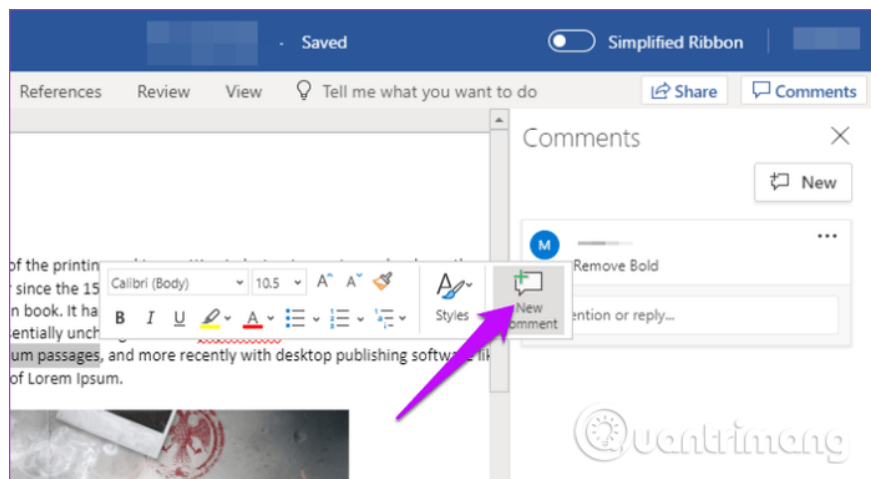 · Saved Simplified Ribbon
References Review View Tell me what you want to do Share Comments
Comments
New
M
Remove Bold
of the printin
Calibri (Body) 10.5 A A
since the 15
B I U A
Styles
New
omment
n book. It ha
ention or reply...
sentially unch
um passages, and more recently with desktop publishing software lik
of Lorem Ipsum.
Quantrimang